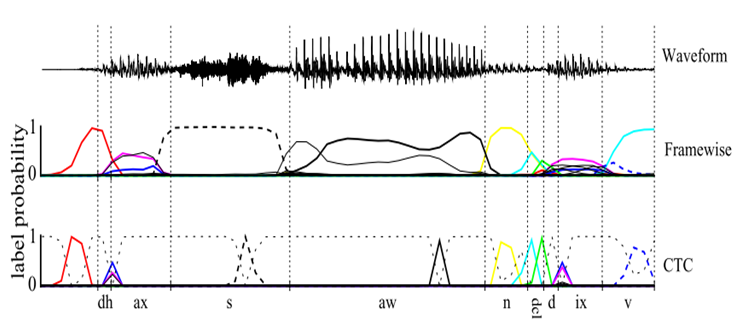 Waveform
label probability
1
0
Framewise
1
0
CTC
dh ax s aw n dcl d ix v